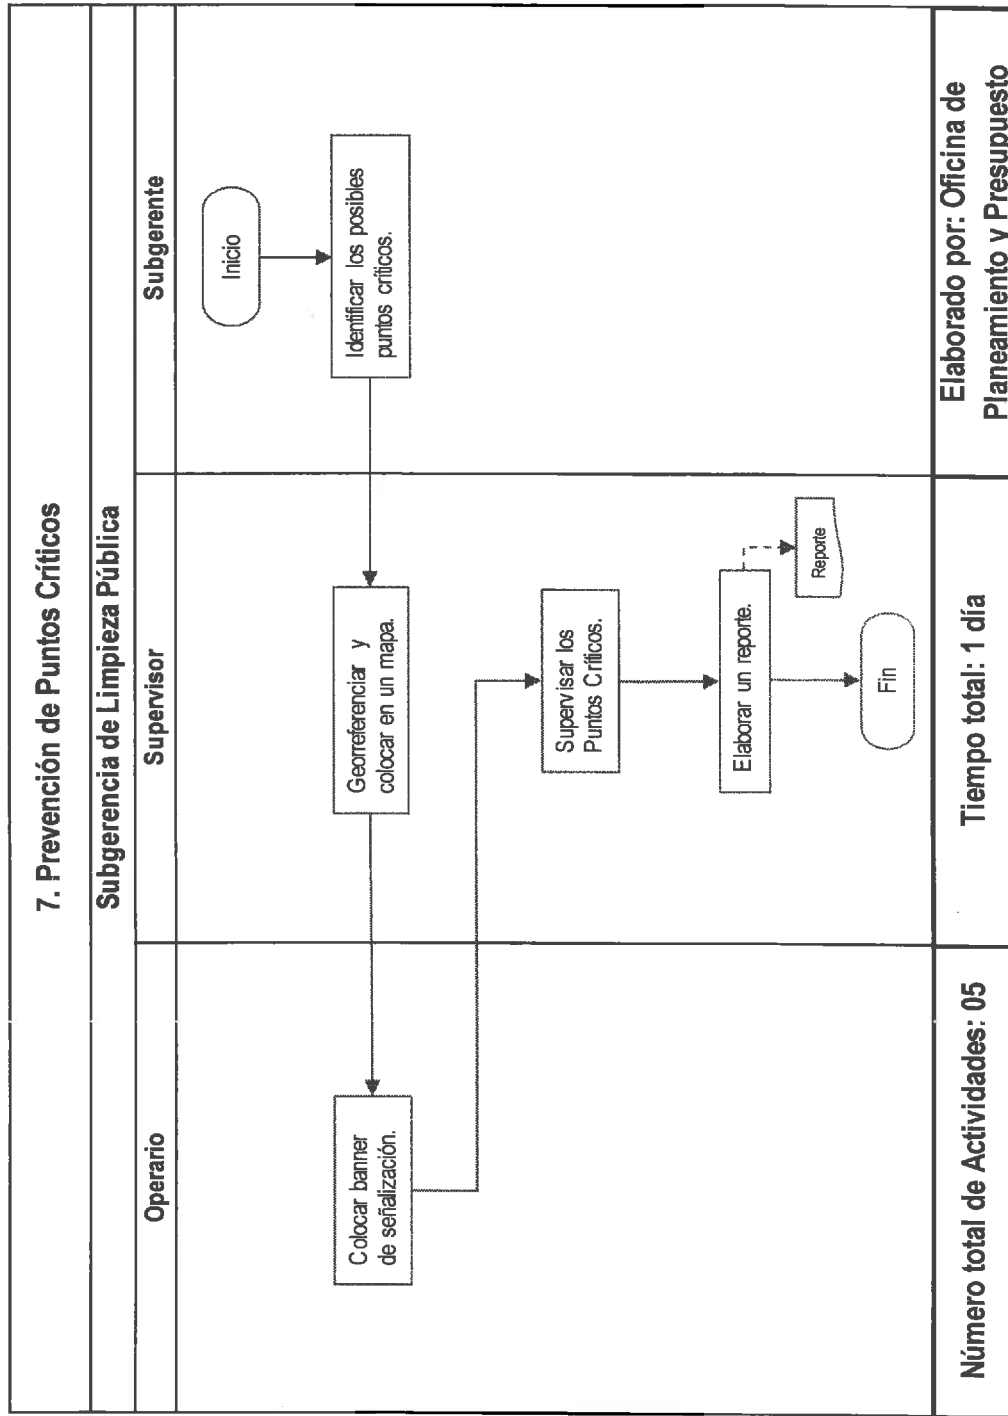 7. Prevención de Puntos Críticos
Subgerencia de Limpieza Pública
Operario
Supervisor
Subgerente
Inicio
Identificar los posibles
puntos críticos.
Georreferenciar y
colocar en un mapa.
Colocar banner
de señalización.
Supervisar los
Puntos Críticos.
Elaborar un reporte.
Reporte
Fin
Número total de Actividades: 05
Tiempo total: 1 día
Elaborado por: Oficina de
Planeamiento y Presupuesto